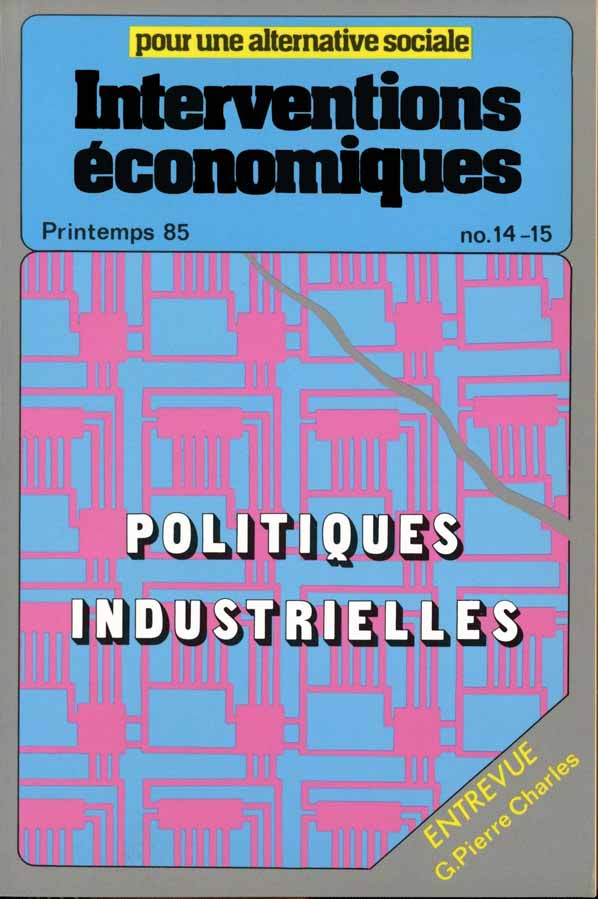 pour une alternative sociale
Interventions
économiques
Printemps 85
no.14-15
POLITIQUES
INDUSTRIELLES
ENTREVUE
G.Pierre Charles